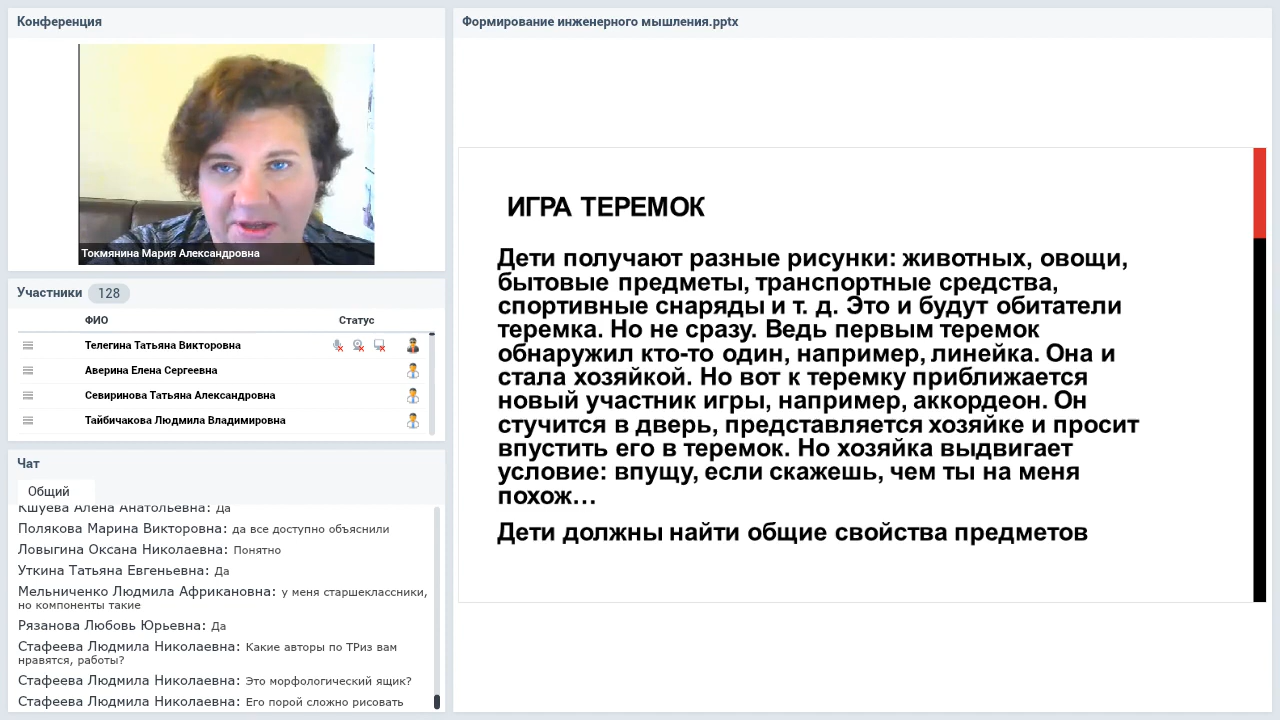 Конференция
Токмянина Мария Александровна
Участники 128
ФИО Статус
Телегина Татьяна Викторовна
Аверина Елена Сергеевна
Севиринова Татьяна Александровна
Тайбичакова Людмила Владимировна
Чат
Общий
Кшуева Алена Анатольевна: Да
Полякова Марина Викторовна: да все доступно объяснили
Ловыгина Оксана Николаевна: Понятно
Уткина Татьяна Евгеньевна: Да
Мельниченко Людмила Африкановна: у меня старшеклассники,
но компоненты такие
Рязанова Любовь Юрьевна: Да
Стафеева Людмила Николаевна: Какие авторы по ТРиз вам
нравятся, работы?
Стафеева Людмила Николаевна: Это морфологический ящик?
Стафеева Людмила Николаевна: Его порой сложно рисовать
Формирование инженерного мышления.pptx
ИГРА ТЕРЕМОК
Дети получают разные рисунки: животных, овощи,
бытовые предметы, транспортные средства,
спортивные снаряды и т. д. Это и будут обитатели
теремка. Но не сразу. Ведь первым теремок
обнаружил кто-то один, например, линейка. Она и
стала хозяйкой. Но вот к теремку приближается
новый участник игры, например, аккордеон. Он
стучится в дверь, представляется хозяйке и просит
впустить его в теремок. Но хозяйка выдвигает
условие: впущу, если скажешь, чем ты на меня
похож…
Дети должны найти общие свойства предметов